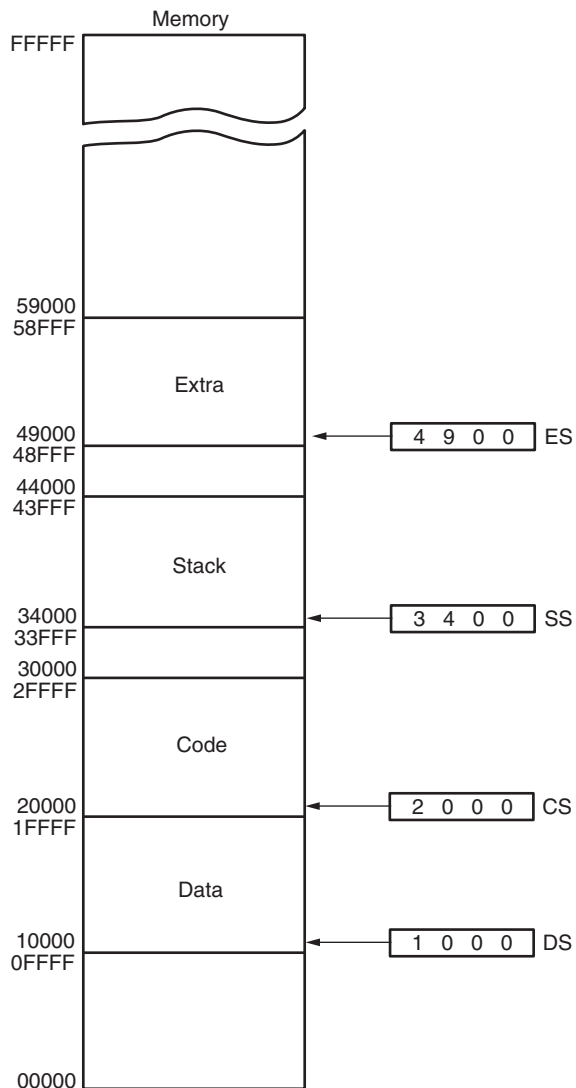 Memory
FFFFF
59000
58FFF
Extra
49000
48FFF
4 9 0 0 ES
44000
43FFF
Stack
34000
33FFF
3 4 0 0 SS
30000
2FFFF
Code
20000
1FFFF
2 0 0 0 CS
Data
10000
0FFFF
1 0 0 0 DS
00000